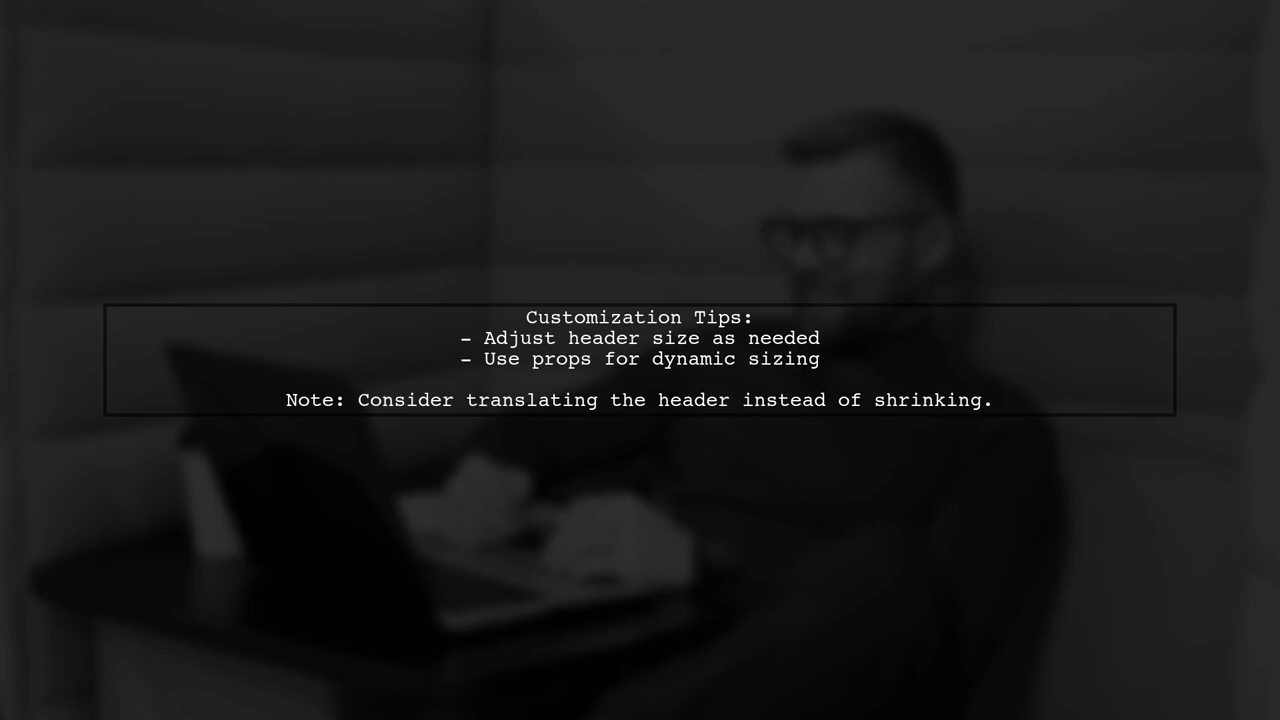 Customization Tips:
- Adjust header size as needed
- Use props for dynamic sizing
Note: Consider translating the header instead of shrinking.